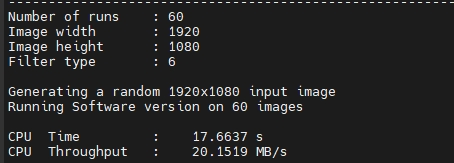 Number of runs : 60
Image width : 1920
Image height : 1080
Filter type : 6
Generating a random 1920x1080 input image
Running Software version on 60 images
CPU Time : 17.6637 s
CPU Throughput : 20.1519 MB/s